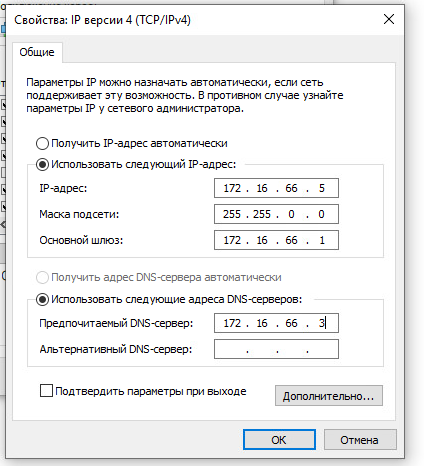 Свойства: IP версии 4 (TCP/IPv4)
Общие
Параметры IP можно назначать автоматически, если сеть
поддерживает эту возможность. В противном случае узнайте
параметры IP у сетевого администратора.
Получить IP-адрес автоматически
Использовать следующий IP-адрес:
IP-адрес: 172 . 16 . 66 . 5
Маска подсети: 255 . 255 . 0 . 0
Основной шлюз: 172 . 16 . 66 . 1
Получить адрес DNS-сервера автоматически
Использовать следующие адреса DNS-серверов:
Предпочитаемый DNS-сервер: 172 . 16 . 66 . 3
Альтернативный DNS-сервер: . . .
Подтвердить параметры при выходе
Дополнительно...
ОК Отмена